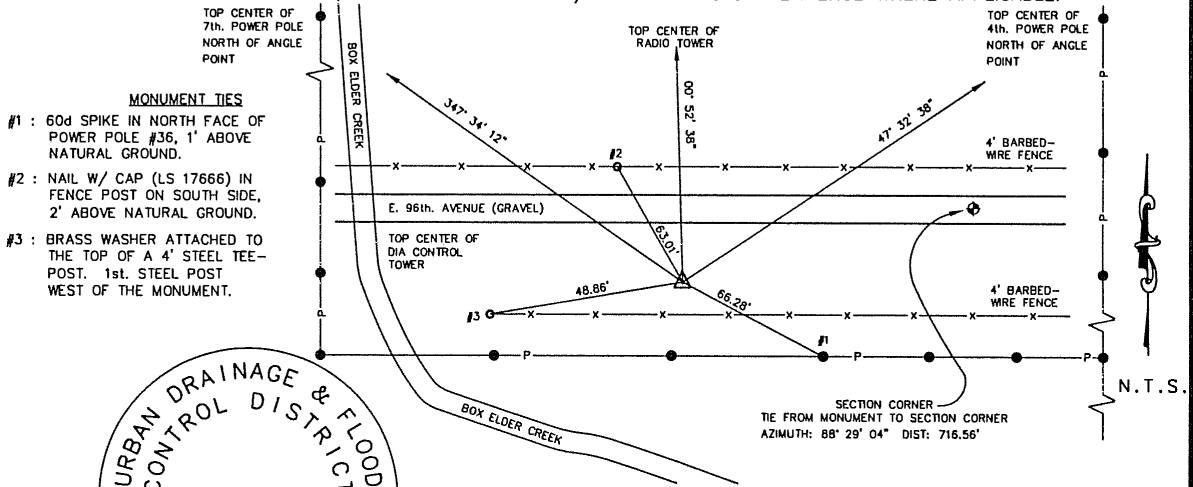 TOP CENTER OF
7th. POWER POLE
NORTH OF ANGLE
POINT
TOP CENTER OF
RADIO TOWER
TOP CENTER OF
4th. POWER POLE
NORTH OF ANGLE
POINT
BOX ELDER CREEK
MONUMENT TIES
#1 : 60d SPIKE IN NORTH FACE OF
POWER POLE #36, 1' ABOVE
NATURAL GROUND.
#2 : NAIL W/ CAP (LS 17666) IN
FENCE POST ON SOUTH SIDE,
2' ABOVE NATURAL GROUND.
#3 : BRASS WASHER ATTACHED TO
THE TOP OF A 4' STEEL TEE-
POST. 1st. STEEL POST
WEST OF THE MONUMENT.
347° 34' 12"
00° 52' 38"
47° 32' 38"
#2
4' BARBED-
WIRE FENCE
E. 96th. AVENUE (GRAVEL)
TOP CENTER OF
DIA CONTROL
TOWER
63.01'
48.86'
66.28'
#3
4' BARBED-
WIRE FENCE
#1
P
P
P
P
P
P
P
BOX ELDER CREEK
SECTION CORNER
TIE FROM MONUMENT TO SECTION CORNER
AZIMUTH: 88° 29' 04" DIST: 716.56'
N.T.S.
URBAN DRAINAGE & FLOOD
CONTROL DISTRICT